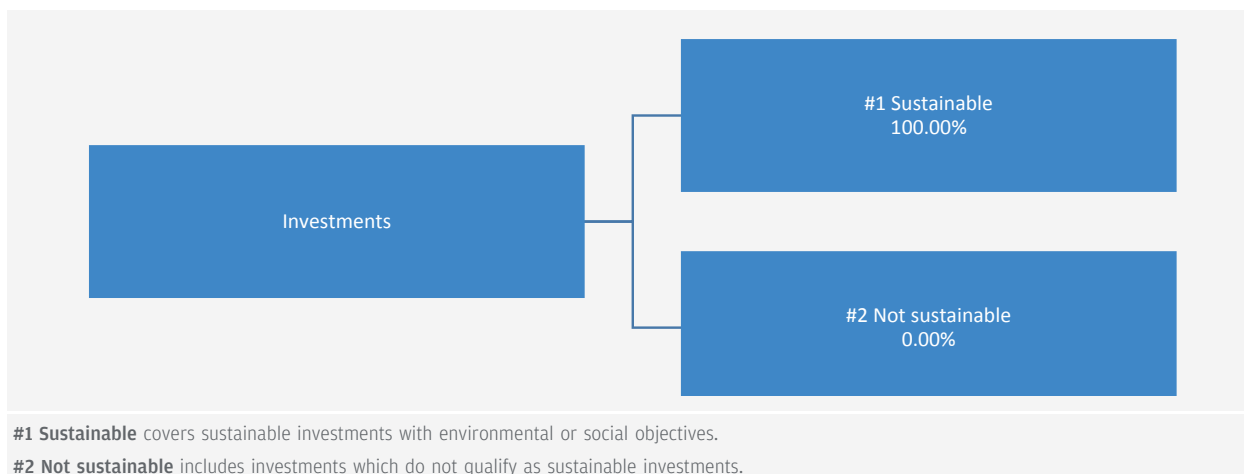 #1 Sustainable
100.00%
Investments
#2 Not sustainable
0.00%
#1 Sustainable covers sustainable investments with environmental or social objectives.
#2 Not sustainable includes investments which do not qualify as sustainable investments.